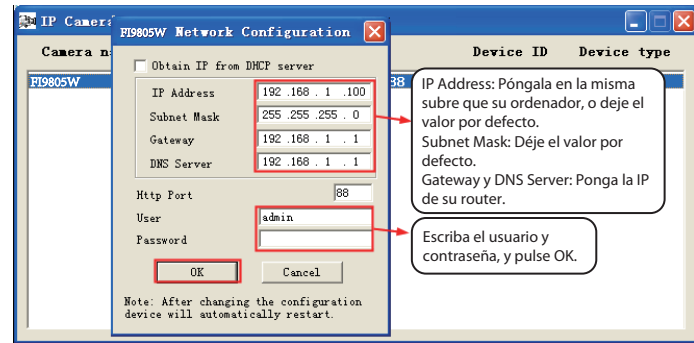 IP Camera
FI9805W Network Configuration
Camera n
Device ID
Device type
FI9805W
38
Obtain IP from DHCP server
IP Address
192 .168 . 1 .100
Subnet Mask
255 .255 .255 . 0
Gateway
192 .168 . 1 . 1
DNS Server
192 .168 . 1 . 1
Http Port
88
User
admin
Password
OK
Cancel
Note: After changing the configuration
device will automatically restart.
IP Address: Póngala en la misma
subre que su ordenador, o deje el
valor por defecto.
Subnet Mask: Déje el valor por
defecto.
Gateway y DNS Server: Ponga la IP
de su router.
Escriba el usuario y
contraseña, y pulse OK.